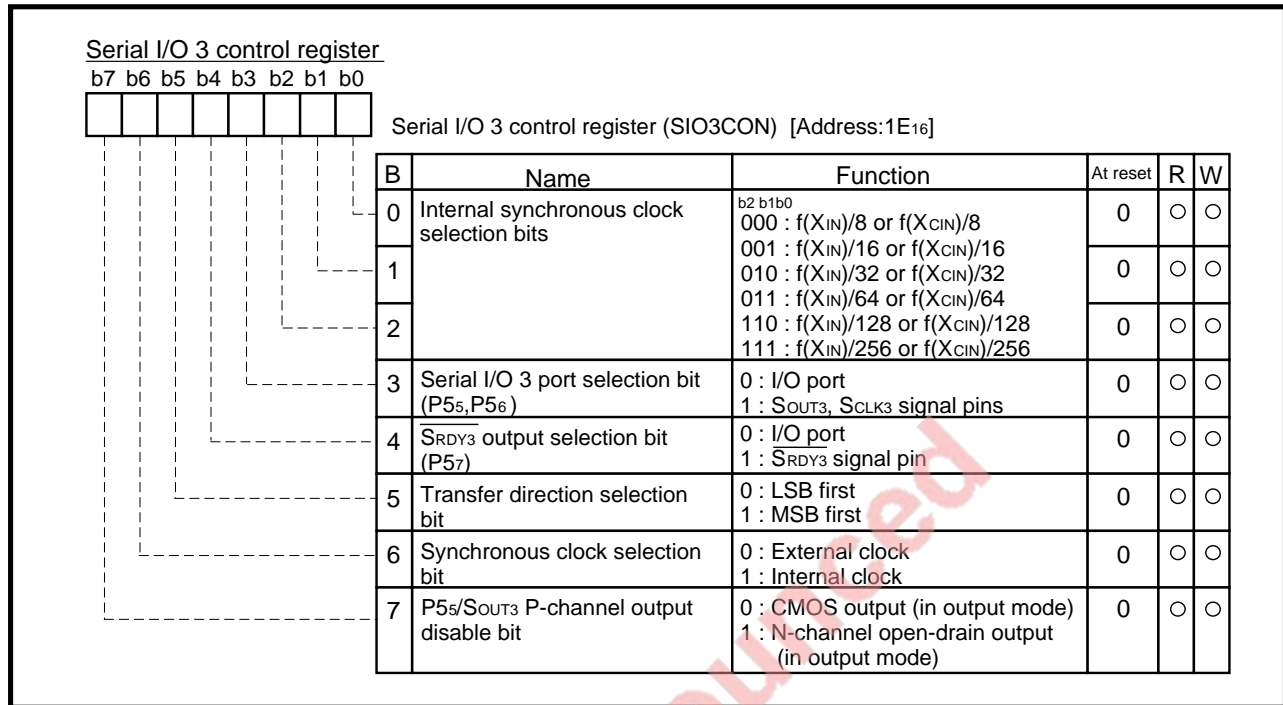 Serial I/O 3 control register
b7 b6 b5 b4 b3 b2 b1 b0
Serial I/O 3 control register (SIO3CON) [Address:1E16]
B Name Function At reset R W
0 Internal synchronous clock selection bits
b2 b1b0
000 : f(XIN)/8 or f(XCIN)/8
0 ○ ○
001 : f(XIN)/16 or f(XCIN)/16
1
010 : f(XIN)/32 or f(XCIN)/32
0 ○ ○
011 : f(XIN)/64 or f(XCIN)/64
2
110 : f(XIN)/128 or f(XCIN)/128
0 ○ ○
111 : f(XIN)/256 or f(XCIN)/256
3 Serial I/O 3 port selection bit
(P55,P56)
0 : I/O port
1 : SOUT3, SCLK3 signal pins
0 ○ ○
4 SRDY3 output selection bit
(P57)
0 : I/O port
1 : SRDY3 signal pin
0 ○ ○
5 Transfer direction selection
bit
0 : LSB first
1 : MSB first
0 ○ ○
6 Synchronous clock selection
bit
0 : External clock
1 : Internal clock
0 ○ ○
7 P55/SOUT3 P-channel output
disable bit
0 : CMOS output (in output mode)
1 : N-channel open-drain output
(in output mode)
0 ○ ○
ounced